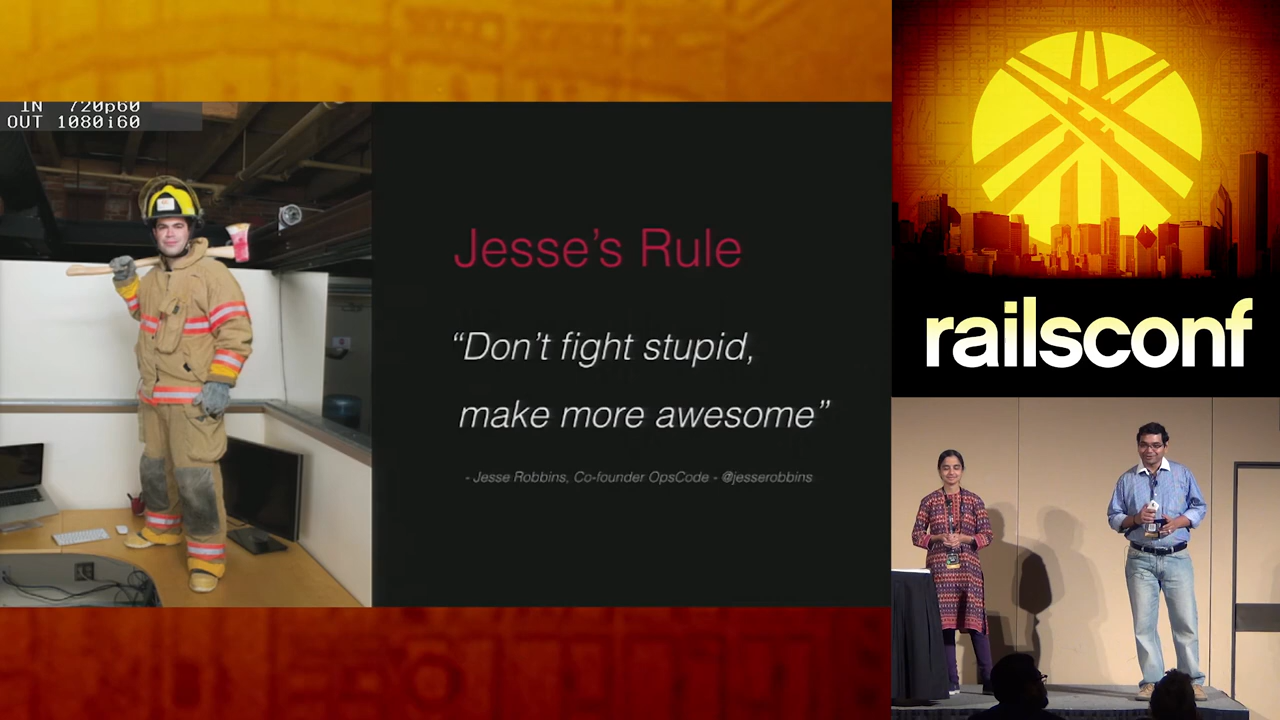 IN 720p60
OUT 1080i60
Jesse's Rule
“Don't fight stupid,
make more awesome”
- Jesse Robbins, Co-founder OpsCode - @jesserobbins
railsconf